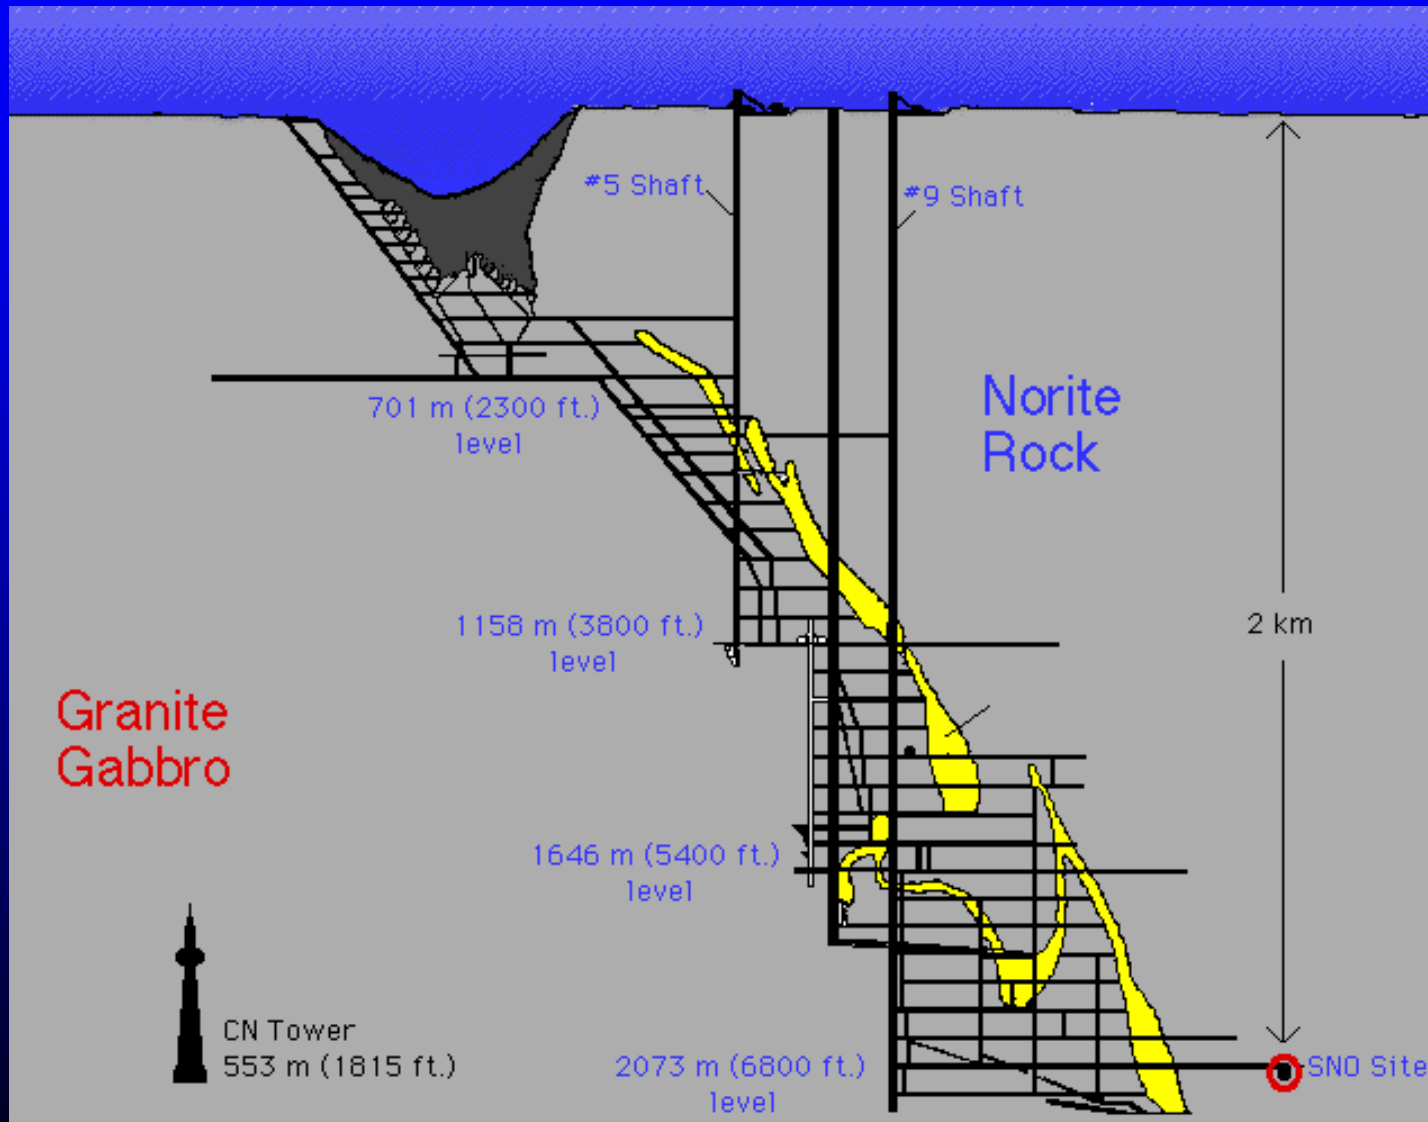 #5 Shaft
#9 Shaft
701 m (2300 ft.)
level
Norite
Rock
1158 m (3800 ft.)
level
2 km
Granite
Gabbro
1646 m (5400 ft.)
level
CN Tower
553 m (1815 ft.)
2073 m (6800 ft.)
level
SNO Site